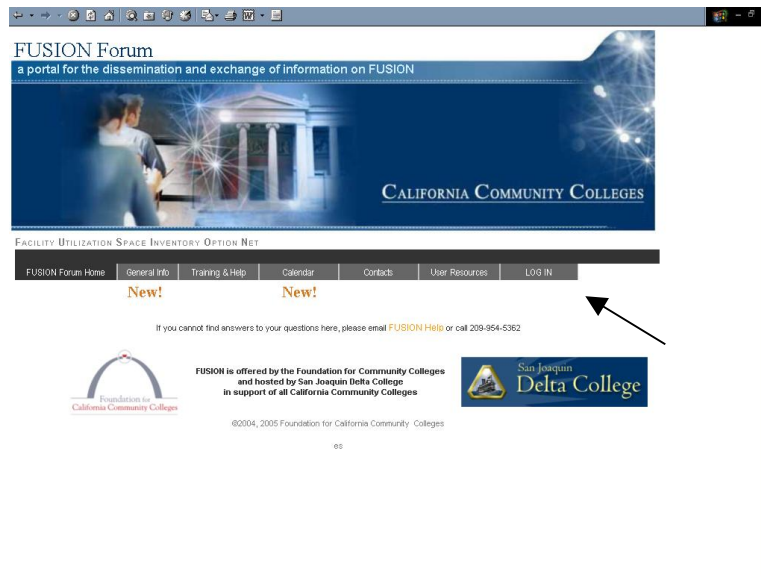 FUSION Forum
a portal for the dissemination and exchange of information on FUSION
CALIFORNIA COMMUNITY COLLEGES
FACILITY UTILIZATION SPACE INVENTORY OPTION NET
FUSION Forum Home General Info Training & Help Calendar Contacts User Resources LOG IN
New! New!
If you cannot find answers to your questions here, please email FUSION Help or call 209-954-5362
Foundation for
California Community Colleges
FUSION is offered by the Foundation for Community Colleges
and hosted by San Joaquin Delta College
in support of all California Community Colleges
San Joaquin
Delta College
©2004, 2005 Foundation for California Community Colleges
es